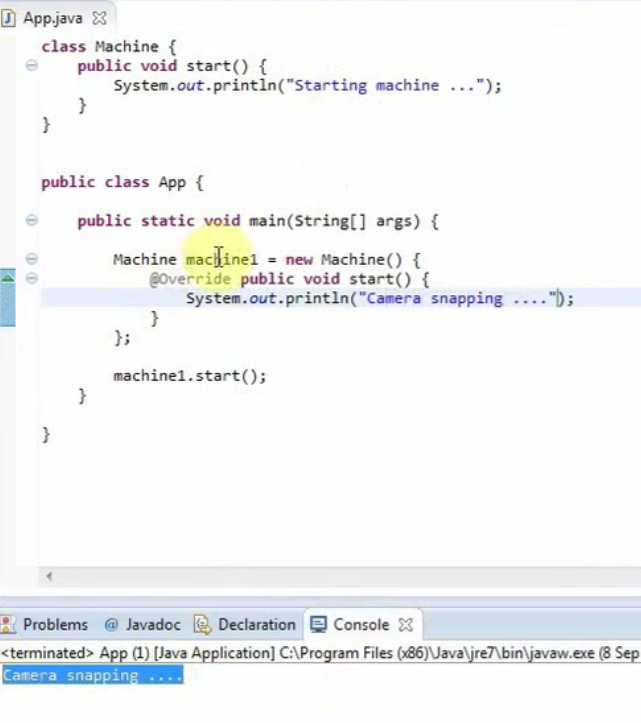 App.java
class Machine {
public void start() {
System.out.println("Starting machine ...");
}
}
public class App {
public static void main(String[] args) {
Machine machine1 = new Machine() {
@Override public void start() {
System.out.println("Camera snapping ....");
}
};
machine1.start();
}
}
Problems @ Javadoc Declaration Console
<terminated> App (1) [Java Application] C:\Program Files (x86)\Java\jre7\bin\javaw.exe (8 Sep
Camera snapping ....